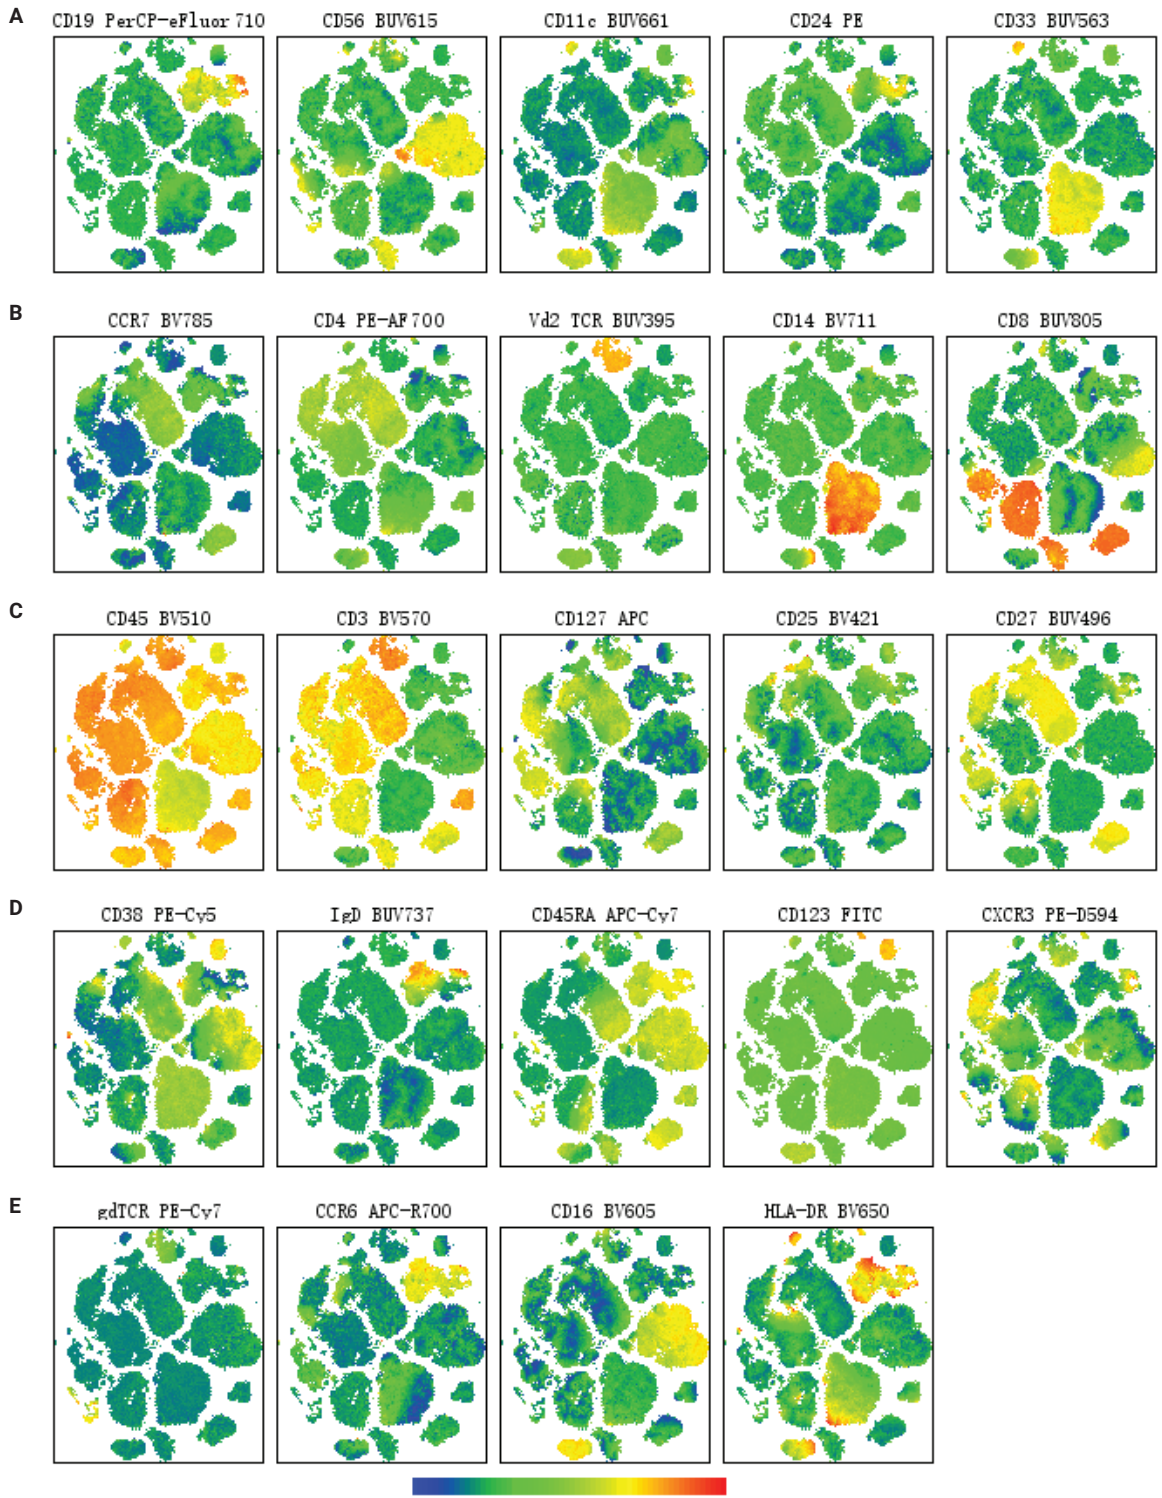 A
CD19 PerCP-eFluor 710
CD56 BUV615
CD11c BUV661
CD24 PE
CD33 BUV563
B
CCR7 BV785
CD4 PE-AF700
Vd2 TCR BUV395
CD14 BV711
CD8 BUV805
C
CD45 BV510
CD3 BV570
CD127 APC
CD25 BV421
CD27 BUV496
D
CD38 PE-Cy5
IgD BUV737
CD45RA APC-Cy7
CD123 FITC
CXCR3 PE-D594
E
gdTCR PE-Cy7
CCR6 APC-R700
CD16 BV605
HLA-DR BV650